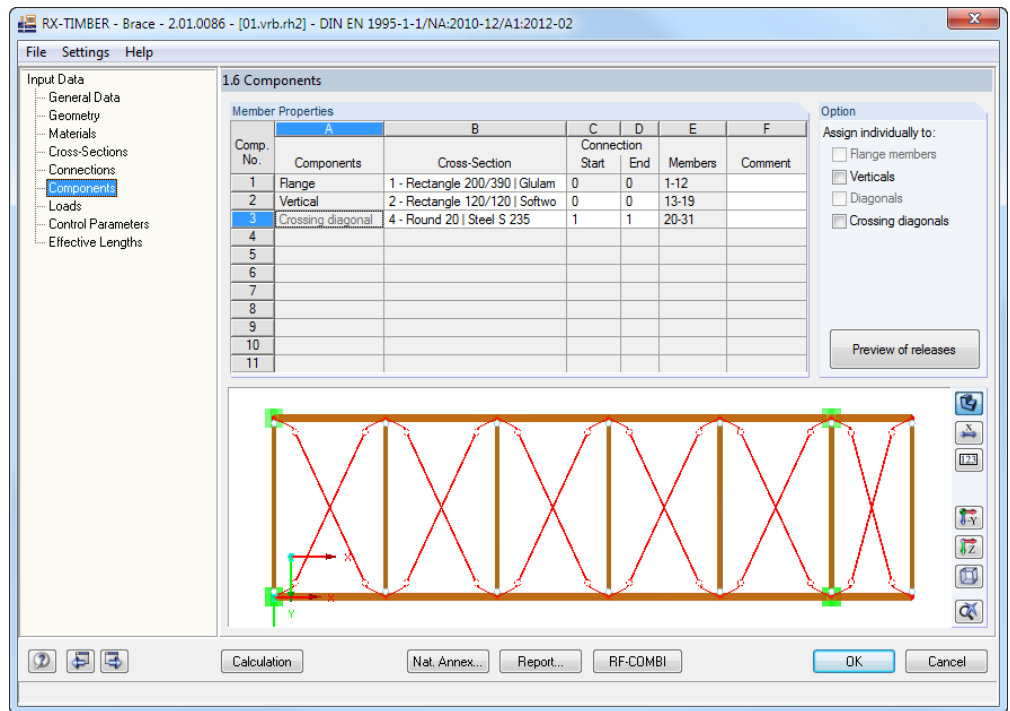 RX-TIMBER - Brace - 2.01.0086 - [01.vrb.rh2] - DIN EN 1995-1-1/NA:2010-12/A1:2012-02
File Settings Help
Input Data
General Data
Geometry
Materials
Cross-Sections
Connections
Components
Loads
Control Parameters
Effective Lengths
1.6 Components
Member Properties
A B C D E F
Comp. No. Components Cross-Section Connection Start End Members Comment
1 Flange 1 - Rectangle 200/390 | Glulam 0 0 1-12
2 Vertical 2 - Rectangle 120/120 | Softwo 0 0 13-19
3 Crossing diagonal 4 - Round 20 | Steel S 235 1 1 20-31
4
5
6
7
8
9
10
11
Option
Assign individually to:
Flange members
Verticals
Diagonals
Crossing diagonals
Preview of releases
X
123
-Y
Z
X
X
Y
Calculation Nat. Annex... Report... RF-COMBI OK Cancel